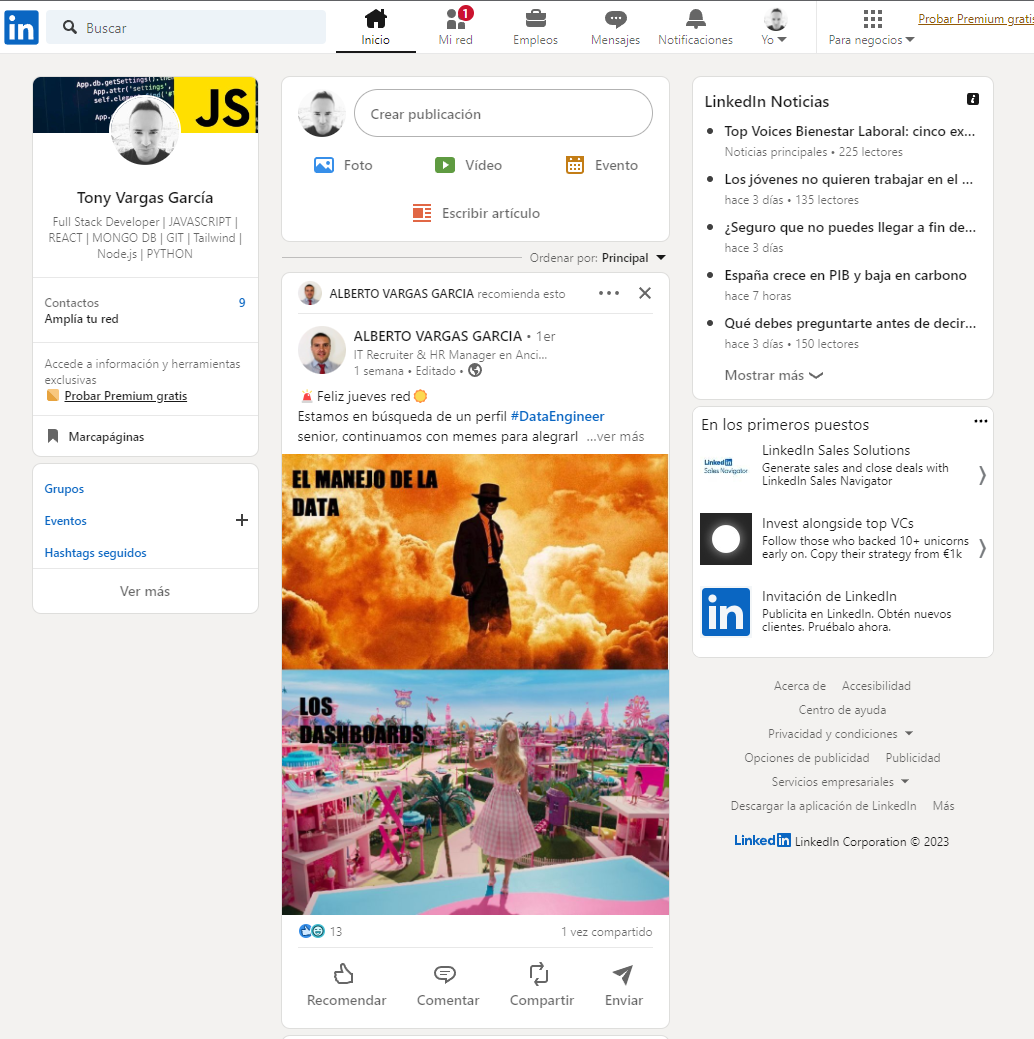 in
Buscar
Inicio
1
Mi red
Empleos
Mensajes
Notificaciones
Yo
Para negocios
Probar Premium gratis
App.attr('settings',
JS
Tony Vargas García
Full Stack Developer | JAVASCRIPT |
REACT | MONGO DB | GIT | Tailwind |
Node.js | PYTHON
Contactos 9
Amplía tu red
Accede a información y herramientas
exclusivas
Probar Premium gratis
Marcapáginas
Grupos
Eventos
Hashtags seguidos
Ver más
Crear publicación
Foto
Vídeo
Evento
Escribir artículo
Ordenar por: Principal
ALBERTO VARGAS GARCIA recomienda esto
ALBERTO VARGAS GARCIA • 1er
IT Recruiter & HR Manager en Anci...
1 semana • Editado •
Feliz jueves red
Estamos en búsqueda de un perfil #DataEngineer
senior, continuamos con memes para alegrarl ...ver más
EL MANEJO DE LA
DATA
LOS
DASHBOARDS
13
1 vez compartido
Recomendar
Comentar
Compartir
Enviar
LinkedIn Noticias
Top Voices Bienestar Laboral: cinco ex...
Noticias principales • 225 lectores
Los jóvenes no quieren trabajar en el ...
hace 3 días • 135 lectores
¿Seguro que no puedes llegar a fin de...
hace 3 días
España crece en PIB y baja en carbono
hace 7 horas
Qué debes preguntarte antes de decir...
hace 3 días • 150 lectores
Mostrar más
En los primeros puestos
LinkedIn
Sales Navigator
LinkedIn Sales Solutions
Generate sales and close deals with
LinkedIn Sales Navigator
Invest alongside top VCs
Follow those who backed 10+ unicorns
early on. Copy their strategy from €1k
in
Invitación de LinkedIn
Publicita en LinkedIn. Obtén nuevos
clientes. Pruébalo ahora.
Acerca de Accesibilidad
Centro de ayuda
Privacidad y condiciones
Opciones de publicidad Publicidad
Servicios empresariales
Descargar la aplicación de LinkedIn Más
LinkedIn LinkedIn Corporation © 2023